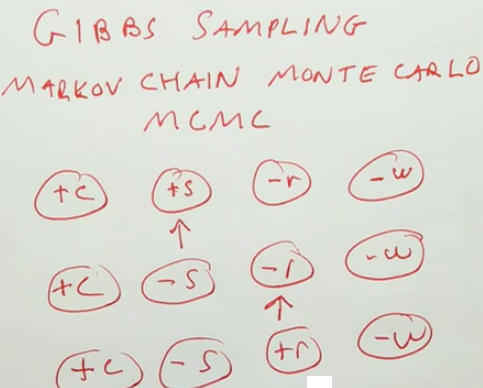 GIBBS SAMPLING
MARKOV CHAIN MONTE CARLO
MCMC
+c +s -r -w
+c -s -r -w
+c -s +r -w